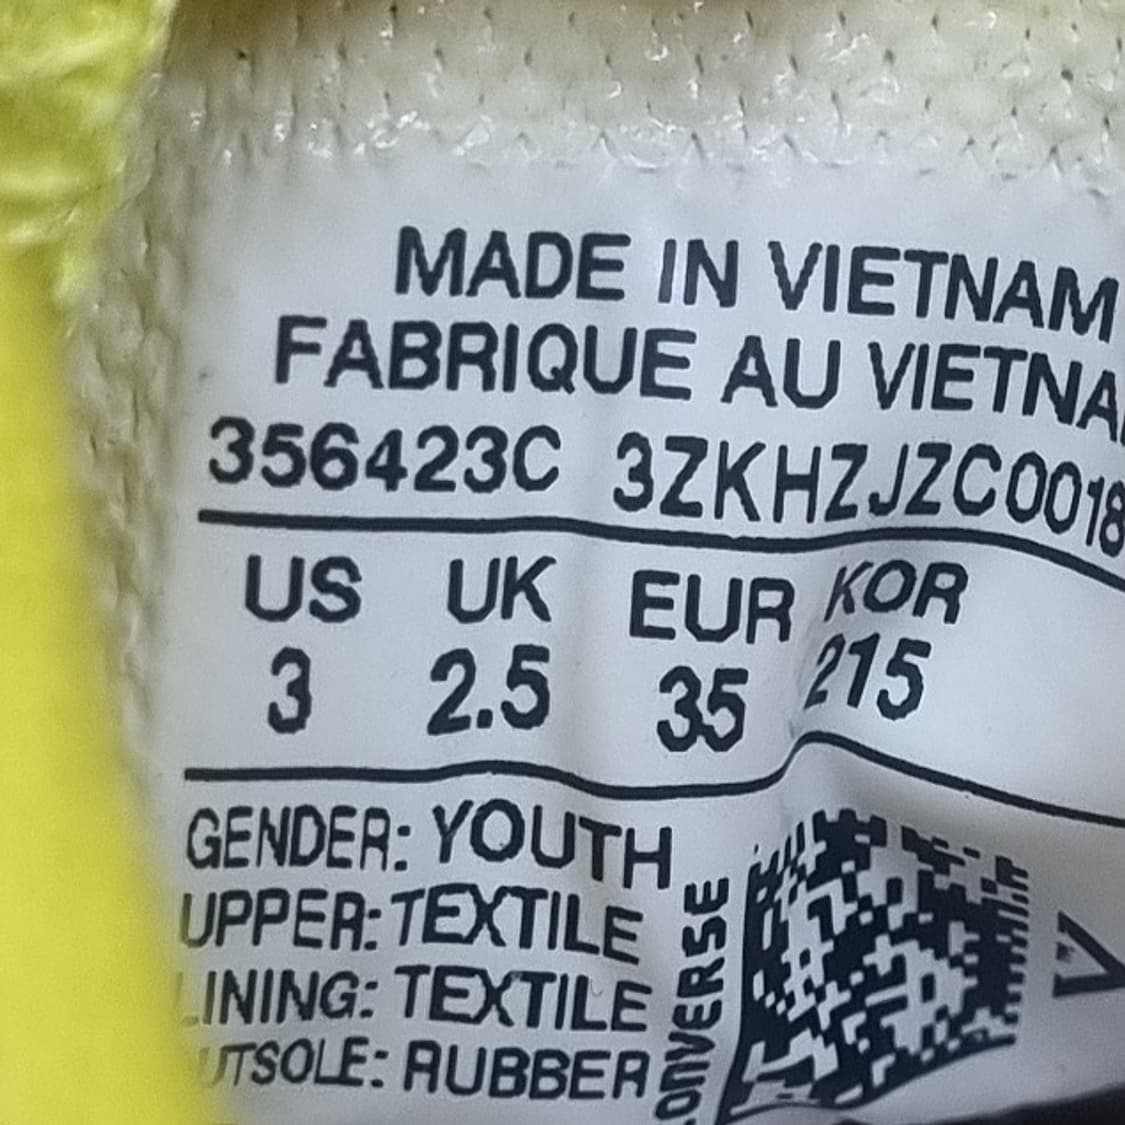 MADE IN VIETNAM
FABRIQUE AU VIETNA
356423C 3ZKHZJZC0018
US UK EUR KOR
3 2.5 35 215
GENDER: YOUTH
UPPER: TEXTILE
LINING: TEXTILE
UTSOLE: RUBBER
ONVERSE